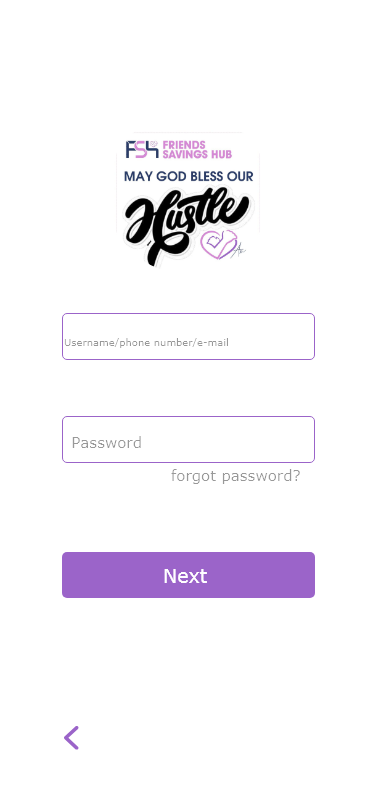 FSH FRIENDS
SAVINGS HUB
MAY GOD BLESS OUR
Hustle
Username/phone number/e-mail
Password
forgot password?
Next